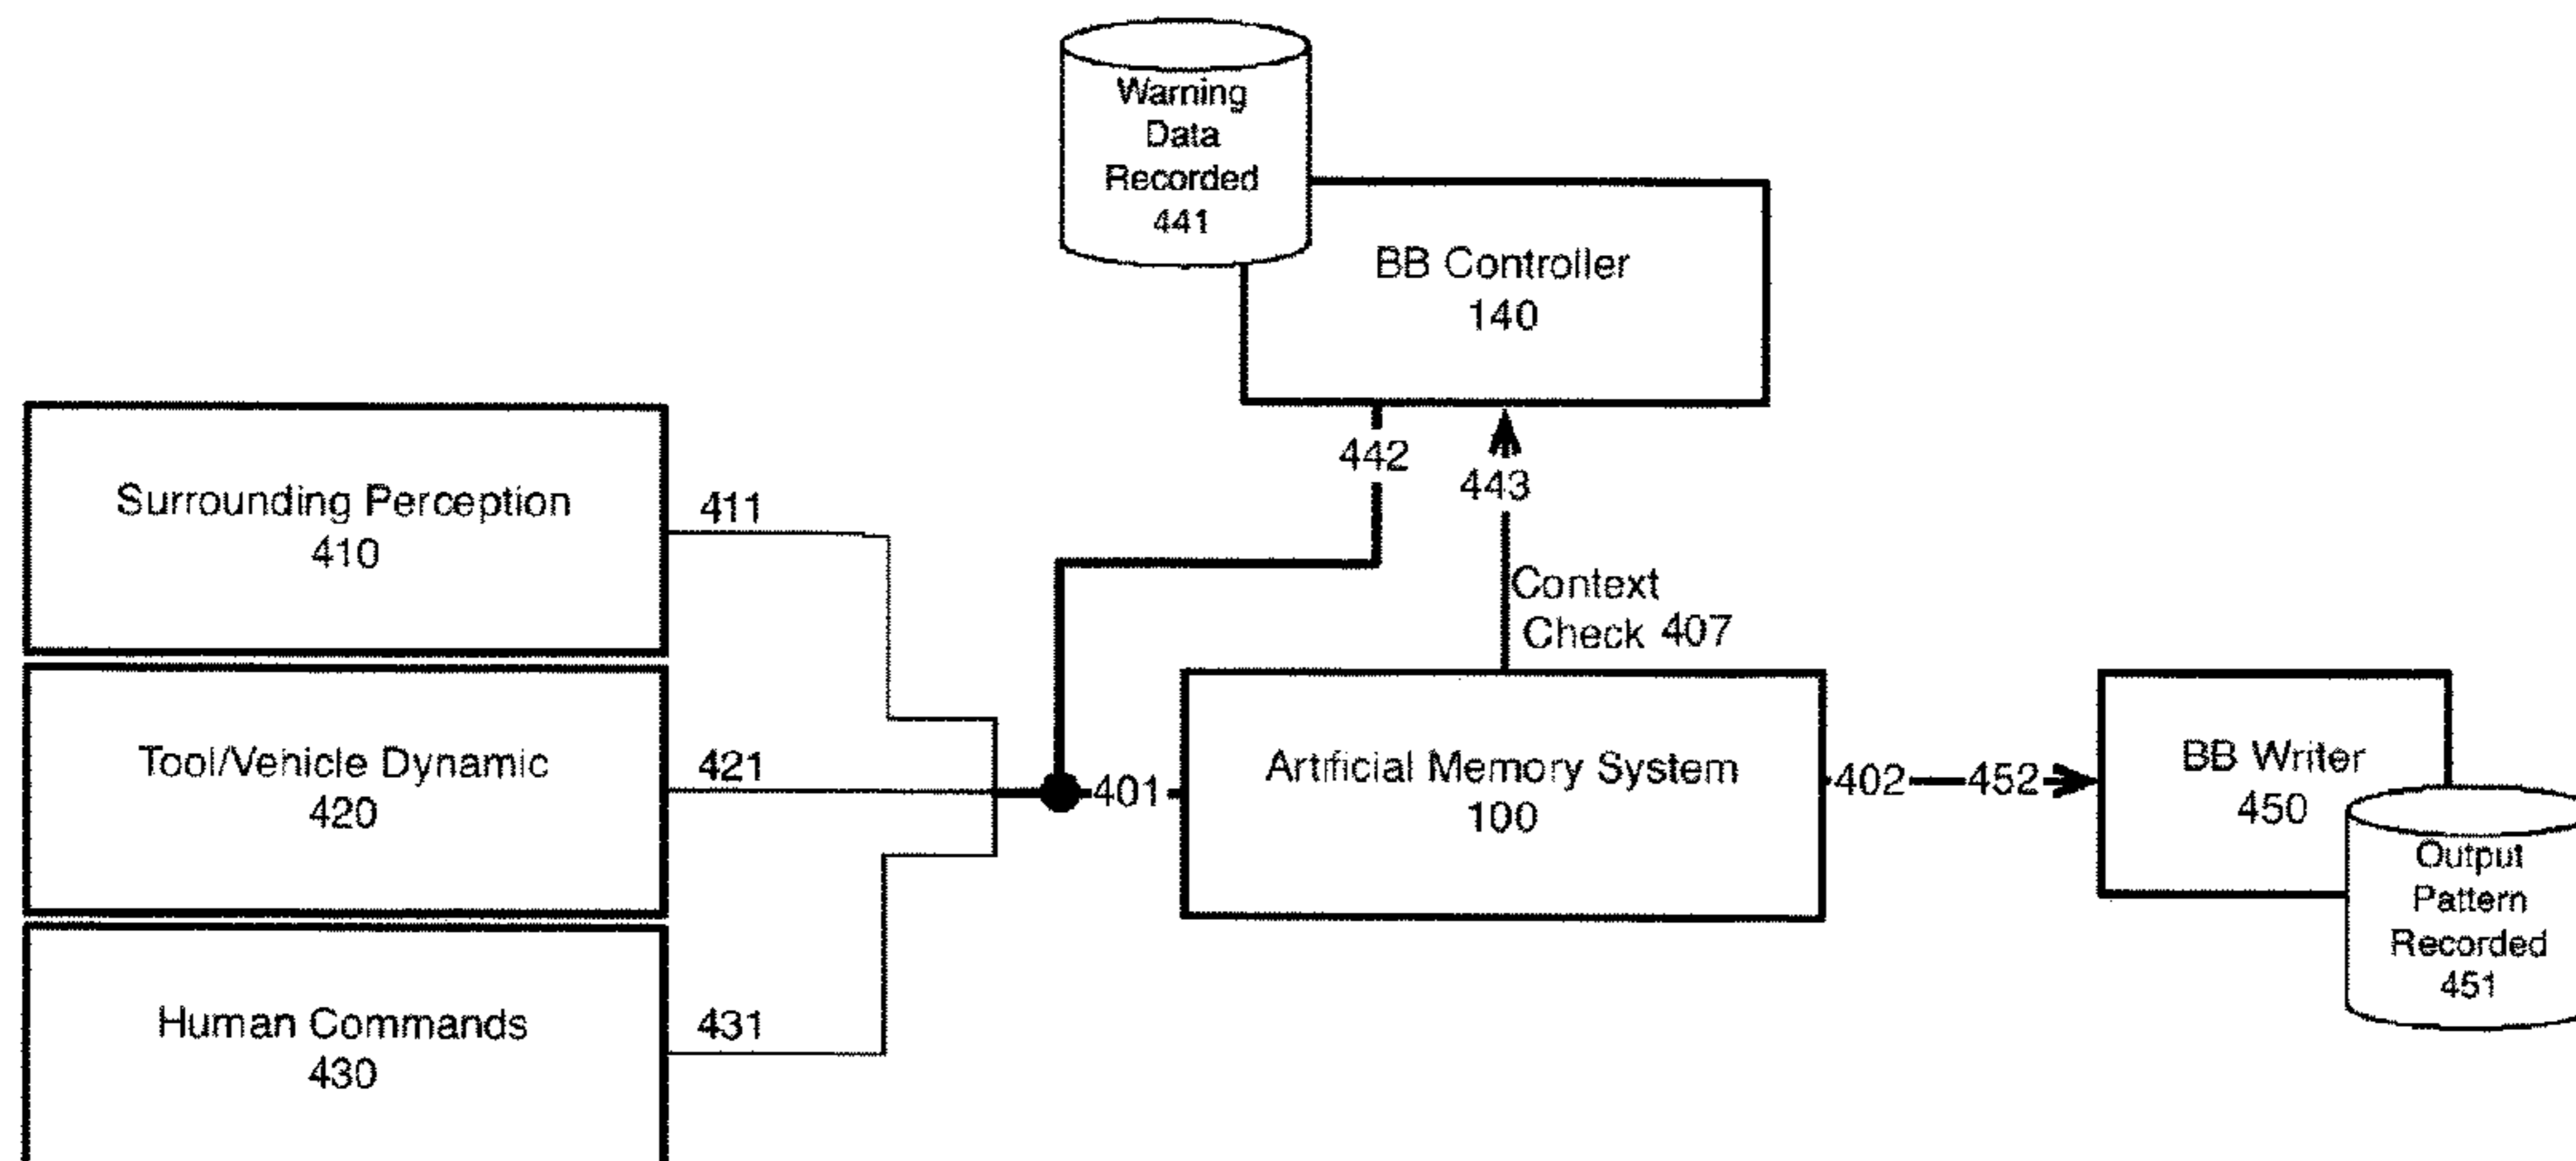 Warning
Data
Recorded
441
BB Controller
140
442
443
Context
Check 407
Surrounding Perception
410
411
Tool/Vehicle Dynamic
420
421
Human Commands
430
431
401
Artificial Memory System
100
402
452
BB Writer
450
Output
Pattern
Recorded
451